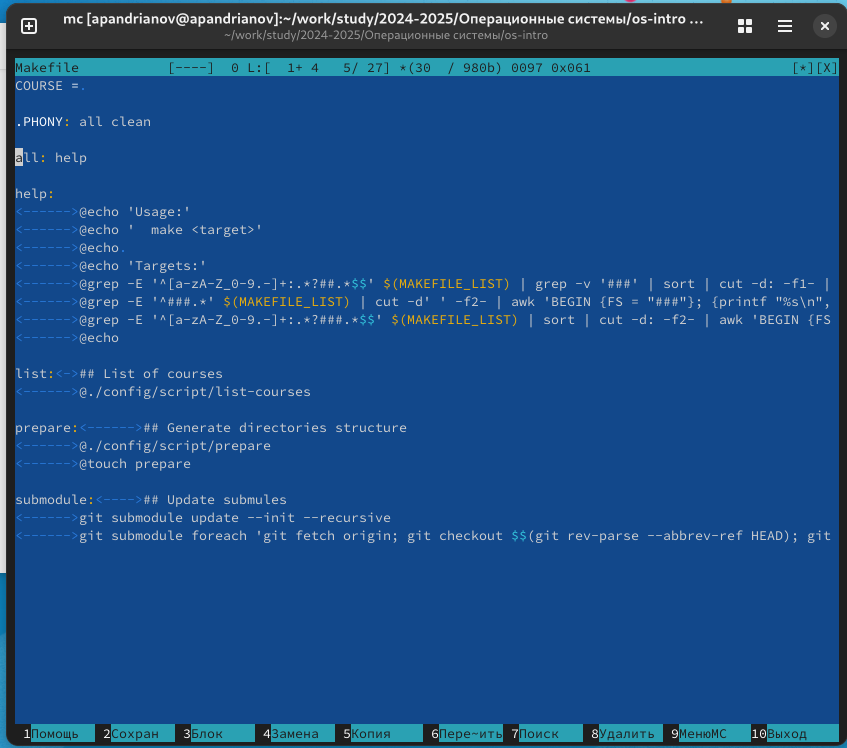 mc [apandrianov@apandrianov]:~/work/study/2024-2025/Операционные системы/os-intro ...
~/work/study/2024-2025/Операционные системы/os-intro
Makefile [----] 0 L:[ 1+ 4 5/ 27] *(30 / 980b) 0097 0x061 [*][X]
COURSE =.
.PHONY: all clean
all: help
help:
<------>@echo 'Usage:'
<------>@echo '  make <target>'
<------>@echo.
<------>@echo 'Targets:'
<------>@grep -E '^[a-zA-Z_0-9.-]+:.*?##.*$$' $(MAKEFILE_LIST) | grep -v '###' | sort | cut -d: -f1- |
<------>@grep -E '^###.*' $(MAKEFILE_LIST) | cut -d' ' -f2- | awk 'BEGIN {FS = "###"}; {printf "%s\n",
<------>@grep -E '^[a-zA-Z_0-9.-]+:.*?###.*$$' $(MAKEFILE_LIST) | sort | cut -d: -f2- | awk 'BEGIN {FS
<------>@echo
list:<->## List of courses
<------>@./config/script/list-courses
prepare:<------>## Generate directories structure
<------>@./config/script/prepare
<------>@touch prepare
submodule:<---->## Update submules
<------>git submodule update --init --recursive
<------>git submodule foreach 'git fetch origin; git checkout $$(git rev-parse --abbrev-ref HEAD); git
1Помощь 2Сохран 3Блок 4Замена 5Копия 6Пере~ить 7Поиск 8Удалить 9МенюMC 10Выход